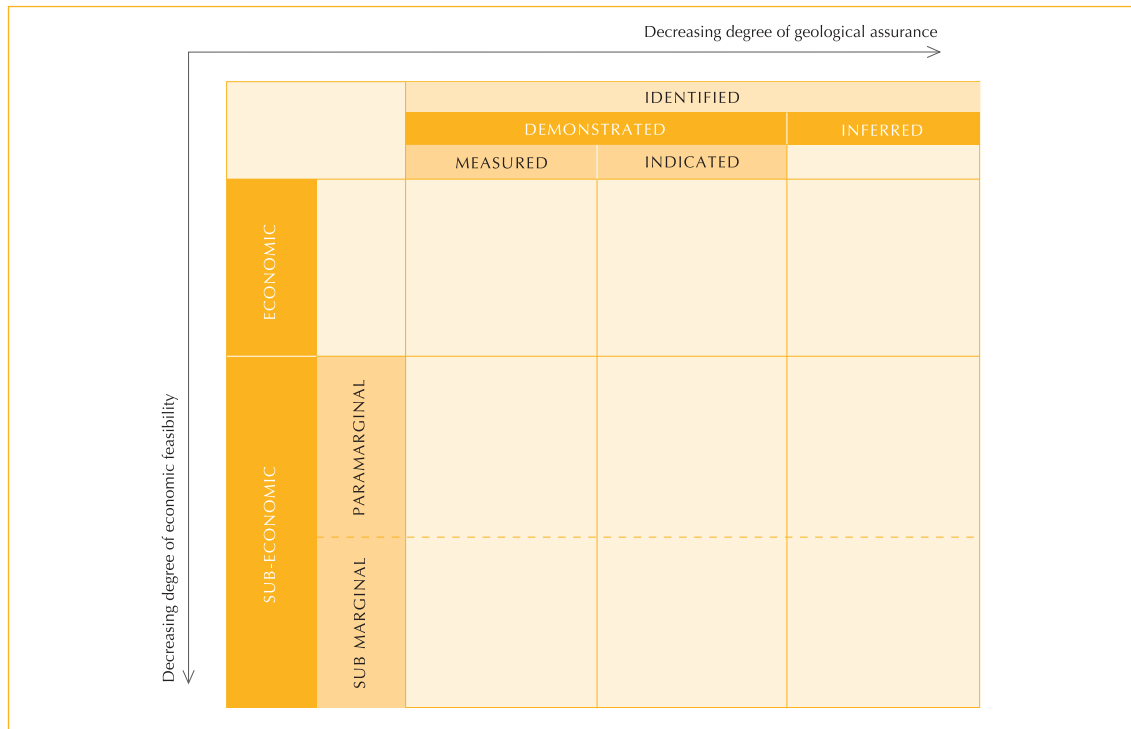 Decreasing degree of geological assurance
IDENTIFIED
DEMONSTRATED
INFERRED
MEASURED
INDICATED
ECONOMIC
Decreasing degree of economic feasibility
SUB-ECONOMIC
PARAMARGINAL
SUB MARGINAL